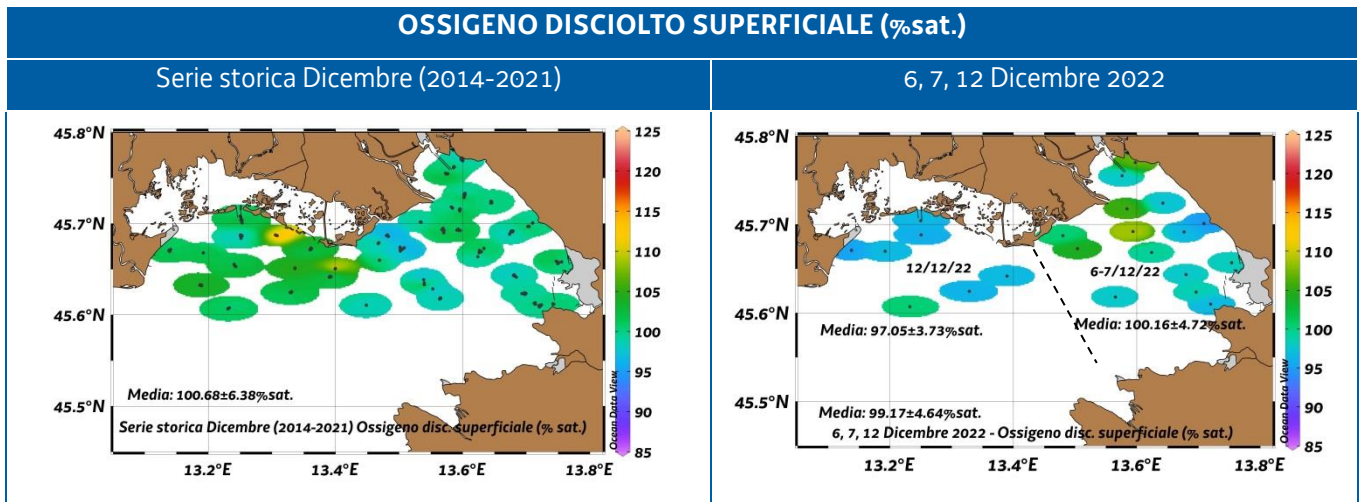 OSSIGENO DISCIOLTO SUPERFICIALE (%sat.)
Serie storica Dicembre (2014-2021)
6, 7, 12 Dicembre 2022
45.8°N
45.7°N
45.6°N
45.5°N
13.2°E
13.4°E
13.6°E
13.8°E
Media: 100.68±6.38%sat.
Serie storica Dicembre (2014-2021) Ossigeno disc. superficiale (% sat.)
Ocean Data View
125
120
115
110
105
100
95
90
85
45.8°N
45.7°N
45.6°N
45.5°N
13.2°E
13.4°E
13.6°E
13.8°E
12/12/22
6-7/12/22
Media: 97.05±3.73%sat.
Media: 100.16±4.72%sat.
Media: 99.17±4.64%sat.
6, 7, 12 Dicembre 2022 - Ossigeno disc. superficiale (% sat.)
Ocean Data View
125
120
115
110
105
100
95
90
85